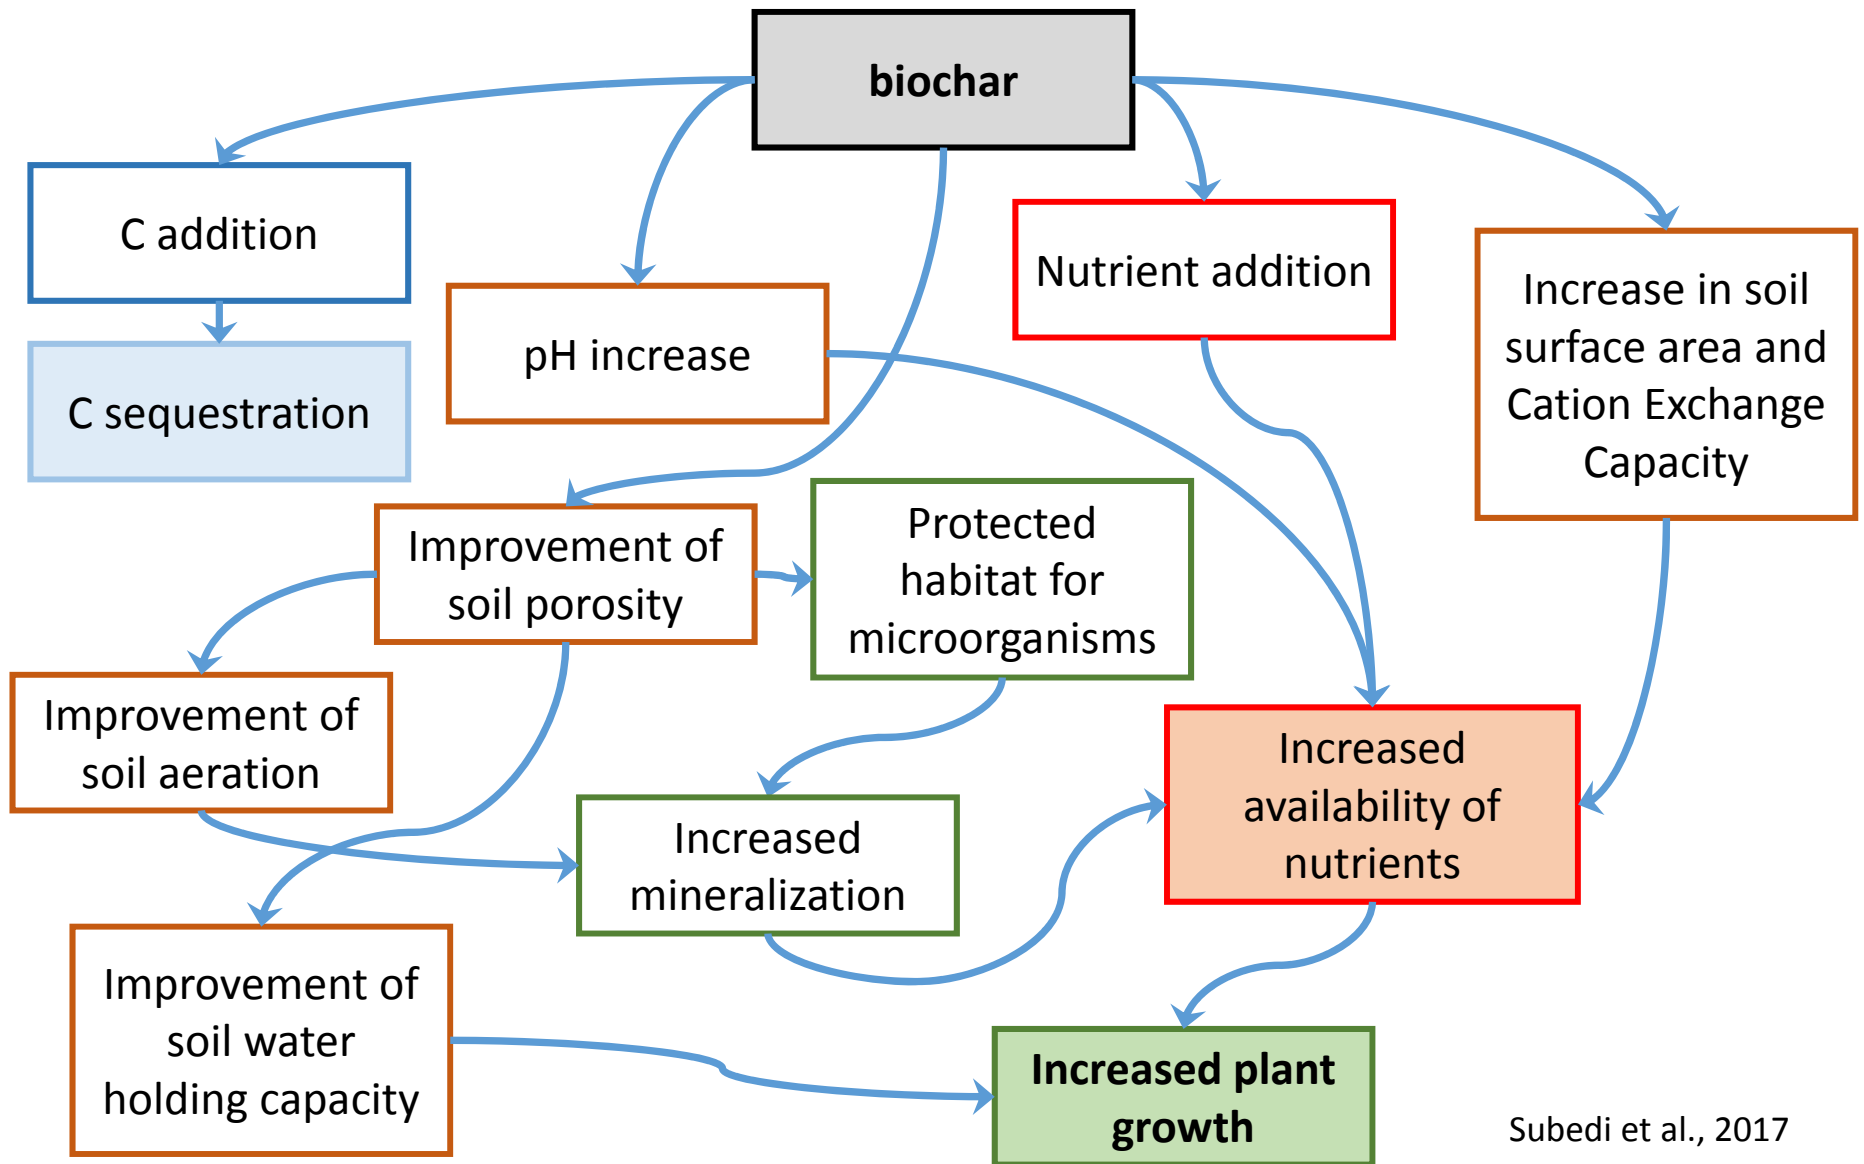 biochar
C addition
Nutrient addition
Increase in soil
surface area and
Cation Exchange
Capacity
pH increase
C sequestration
Improvement of
soil porosity
Protected
habitat for
microorganisms
Improvement of
soil aeration
Increased
availability of
nutrients
Increased
mineralization
Improvement of
soil water
holding capacity
Increased plant
growth
Subedi et al., 2017